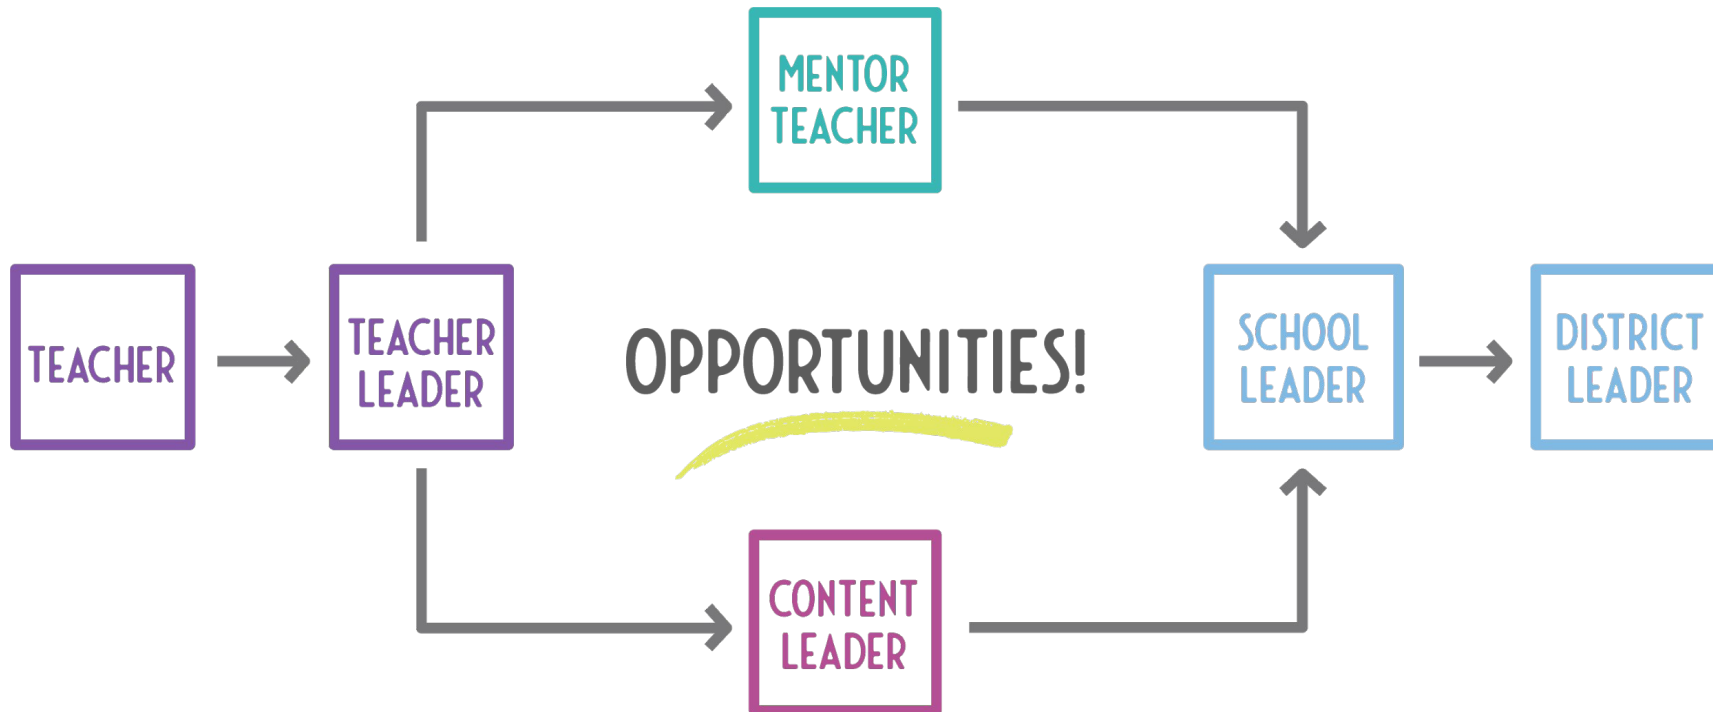 MENTOR
TEACHER
TEACHER
TEACHER
LEADER
OPPORTUNITIES!
SCHOOL
LEADER
DISTRICT
LEADER
CONTENT
LEADER